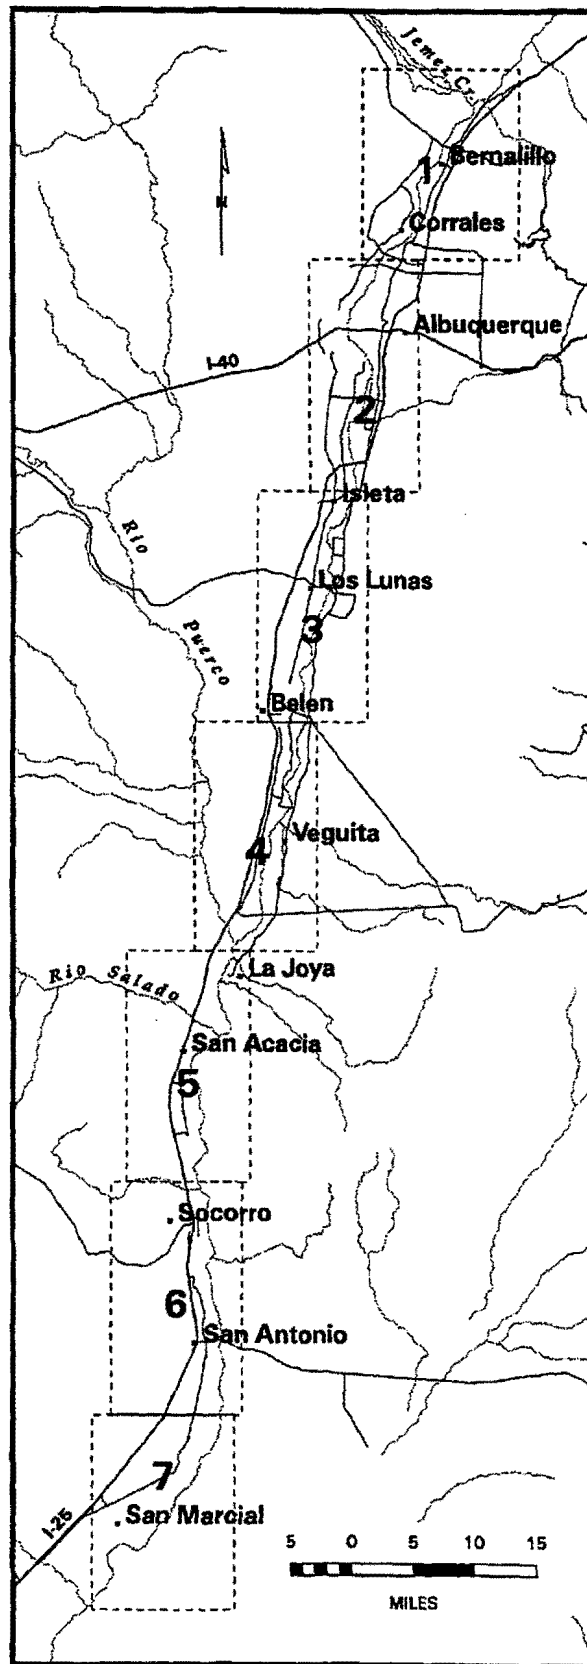 Jemez Cr.
Bernalillo
1
Corrales
N
Albuquerque
I-40
2
Isleta
Rio
Los Lunas
3
Puerco
Belen
Veguita
4
La Joya
Rio Salado
San Acacia
5
Socorro
6
San Antonio
7
San Marcial
I-25
5 0 5 10 15
MILES